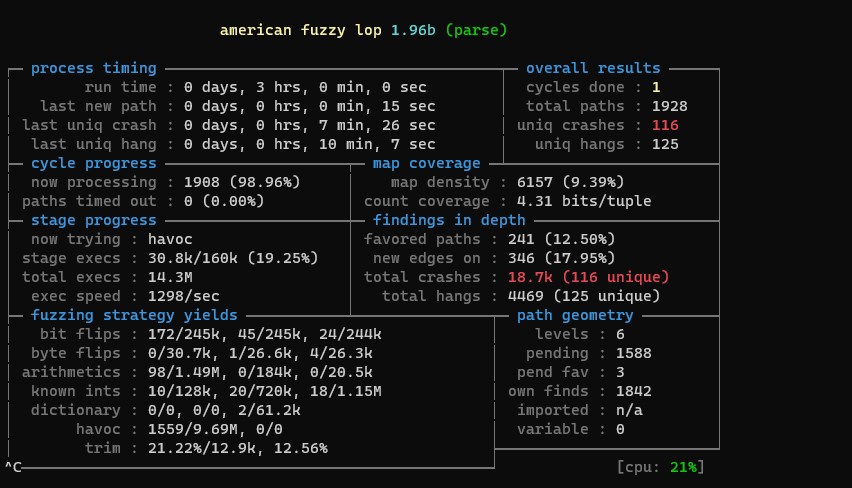 american fuzzy lop 1.96b (parse)
process timing
overall results
run time : 0 days, 3 hrs, 0 min, 0 sec
cycles done : 1
last new path : 0 days, 0 hrs, 0 min, 15 sec
total paths : 1928
last uniq crash : 0 days, 0 hrs, 7 min, 26 sec
uniq crashes : 116
last uniq hang : 0 days, 0 hrs, 10 min, 7 sec
uniq hangs : 125
cycle progress
map coverage
now processing : 1908 (98.96%)
map density : 6157 (9.39%)
paths timed out : 0 (0.00%)
count coverage : 4.31 bits/tuple
stage progress
findings in depth
now trying : havoc
favored paths : 241 (12.50%)
stage execs : 30.8k/160k (19.25%)
new edges on : 346 (17.95%)
total execs : 14.3M
total crashes : 18.7k (116 unique)
exec speed : 1298/sec
total hangs : 4469 (125 unique)
fuzzing strategy yields
path geometry
bit flips : 172/245k, 45/245k, 24/244k
levels : 6
byte flips : 0/30.7k, 1/26.6k, 4/26.3k
pending : 1588
arithmetics : 98/1.49M, 0/184k, 0/20.5k
pend fav : 3
known ints : 10/128k, 20/720k, 18/1.15M
own finds : 1842
dictionary : 0/0, 0/0, 2/61.2k
imported : n/a
havoc : 1559/9.69M, 0/0
variable : 0
trim : 21.22%/12.9k, 12.56%
^C
[cpu: 21%]